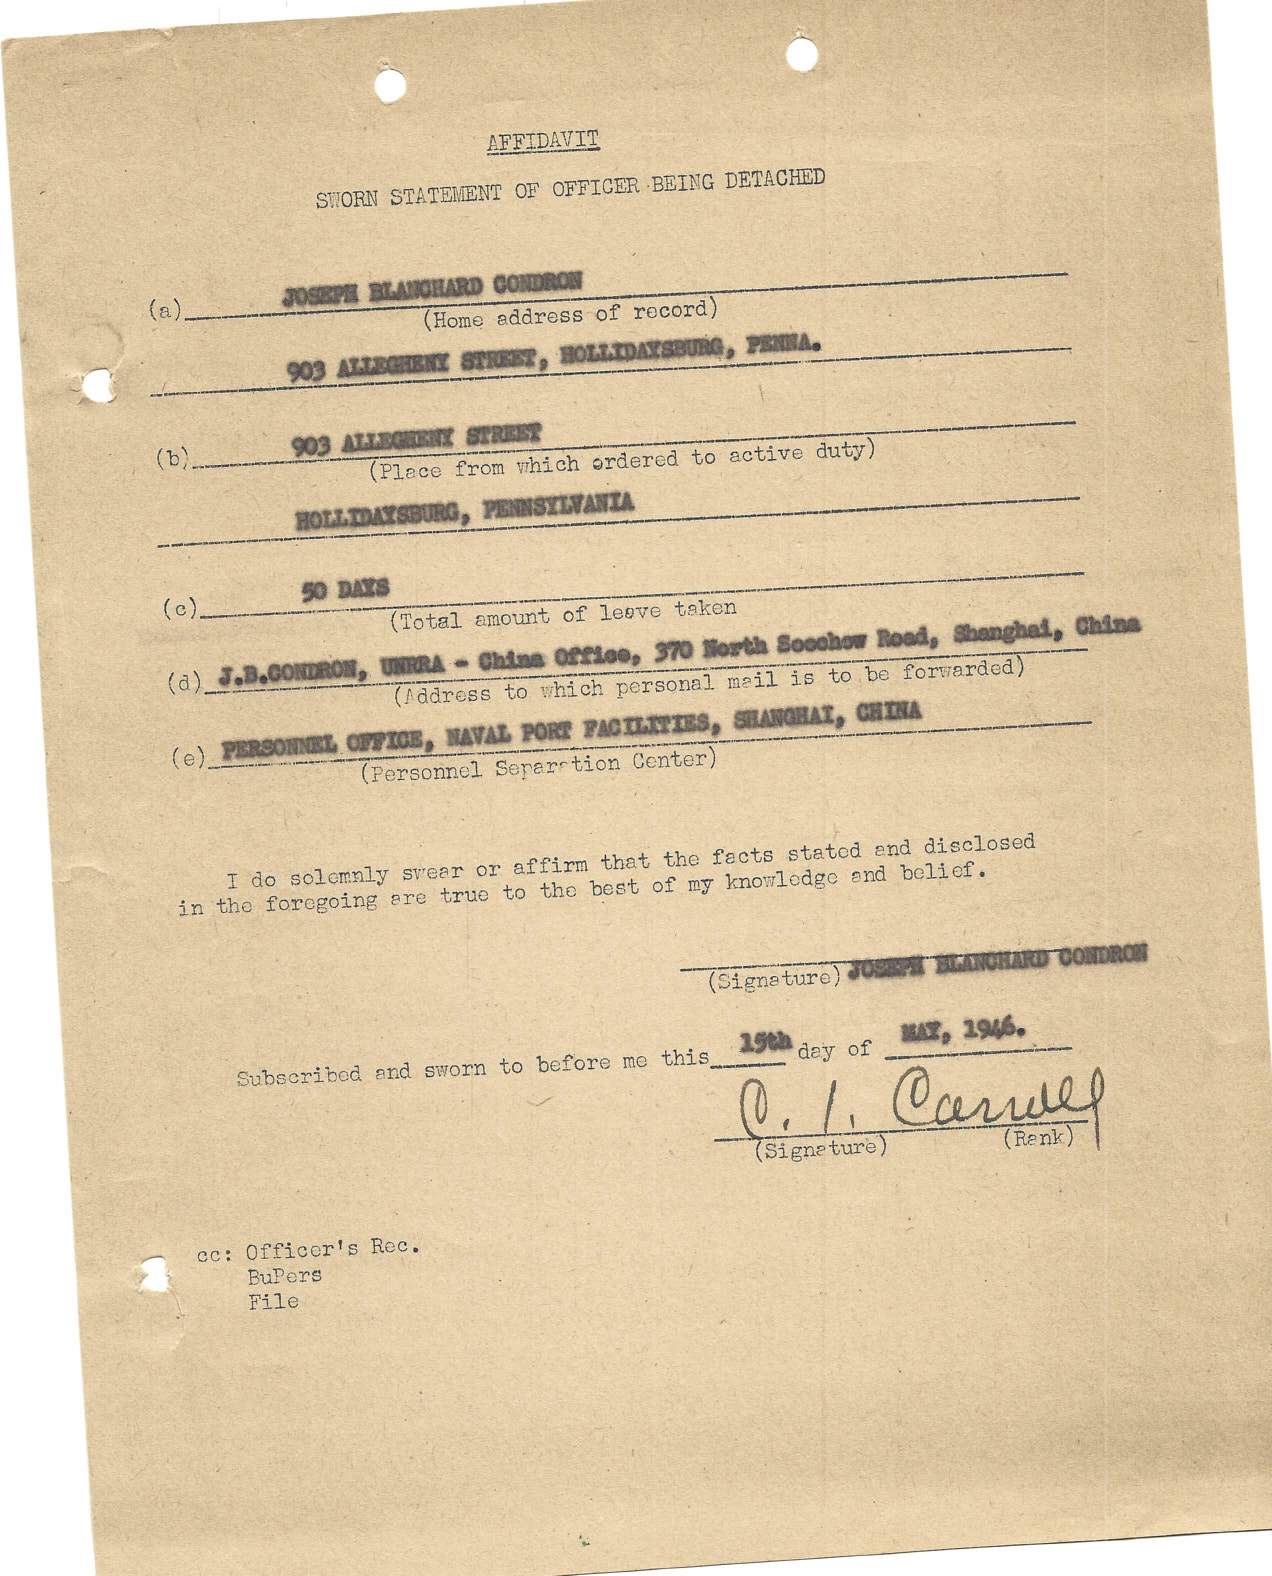 AFFIDAVIT
SWORN STATEMENT OF OFFICER BEING DETACHED
(a) JOSEPH BLANCHARD CONDRON
(Home address of record)
903 ALLEGHENY STREET, HOLLIDAYSBURG, PENNA.
(b) 903 ALLEGHENY STREET
(Place from which ordered to active duty)
HOLLIDAYSBURG, PENNSYLVANIA
(c) 50 DAYS
(Total amount of leave taken
(d) J.B.CONDRON, UNRRA - China Office, 370 North Soochow Road, Shanghai, China
(Address to which personal mail is to be forwarded)
(e) PERSONNEL OFFICE, NAVAL PORT FACILITIES, SHANGHAI, CHINA
(Personnel Separation Center)
I do solemnly swear or affirm that the facts stated and disclosed
in the foregoing are true to the best of my knowledge and belief.
(Signature) JOSEPH BLANCHARD CONDRON
Subscribed and sworn to before me this 15th day of MAY, 1946.
C. I. Carroll
(Signature) (Rank)
cc: Officer's Rec.
BuPers
File